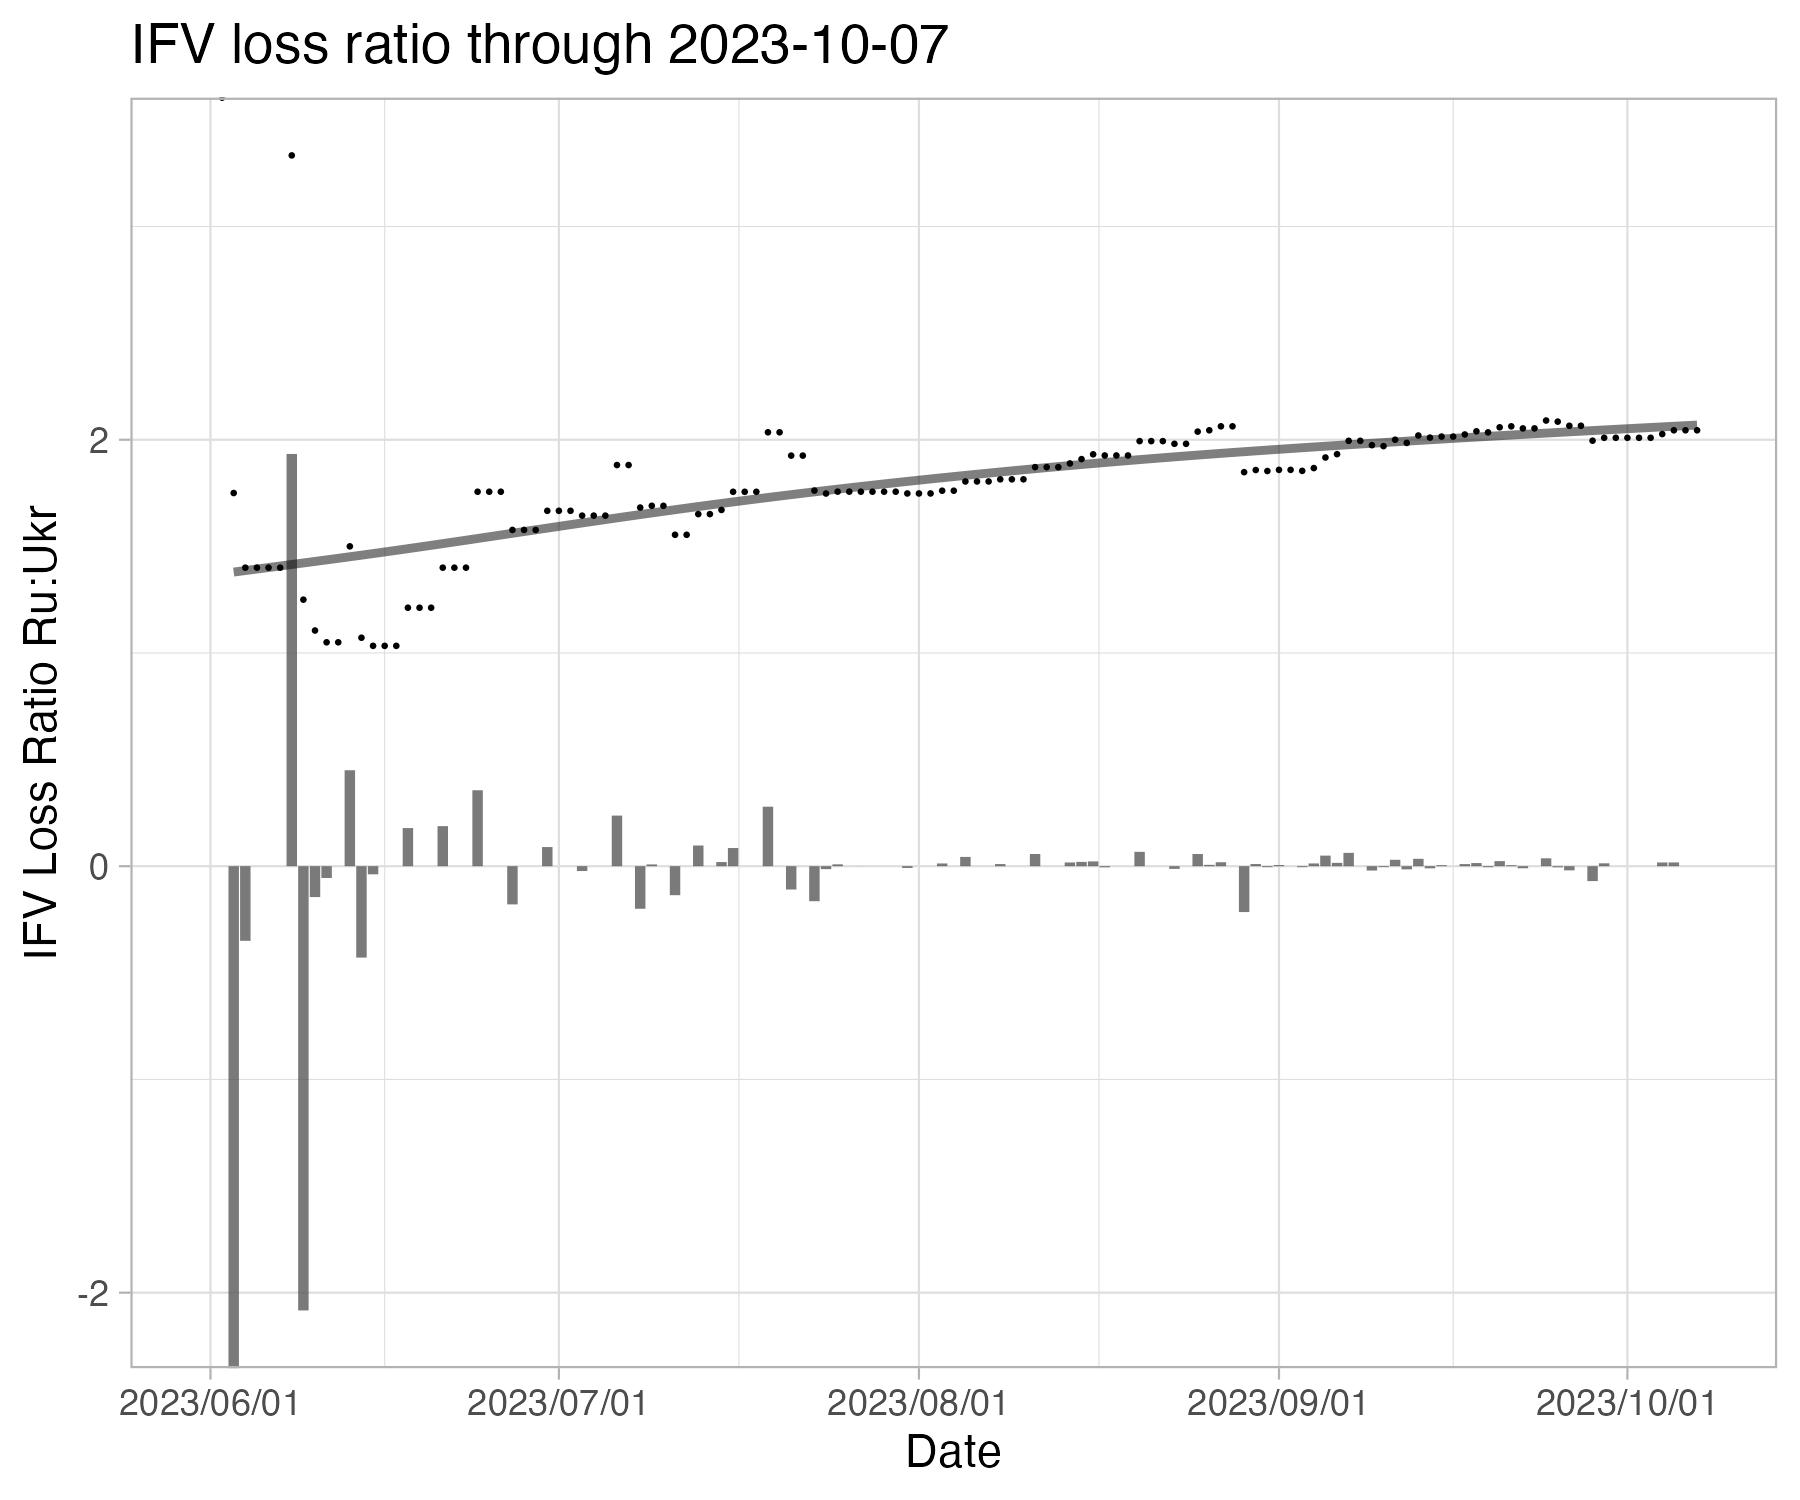 IFV loss ratio through 2023-10-07
IFV Loss Ratio Ru:Ukr
2
0
-2
2023/06/01 2023/07/01 2023/08/01 2023/09/01 2023/10/01
Date